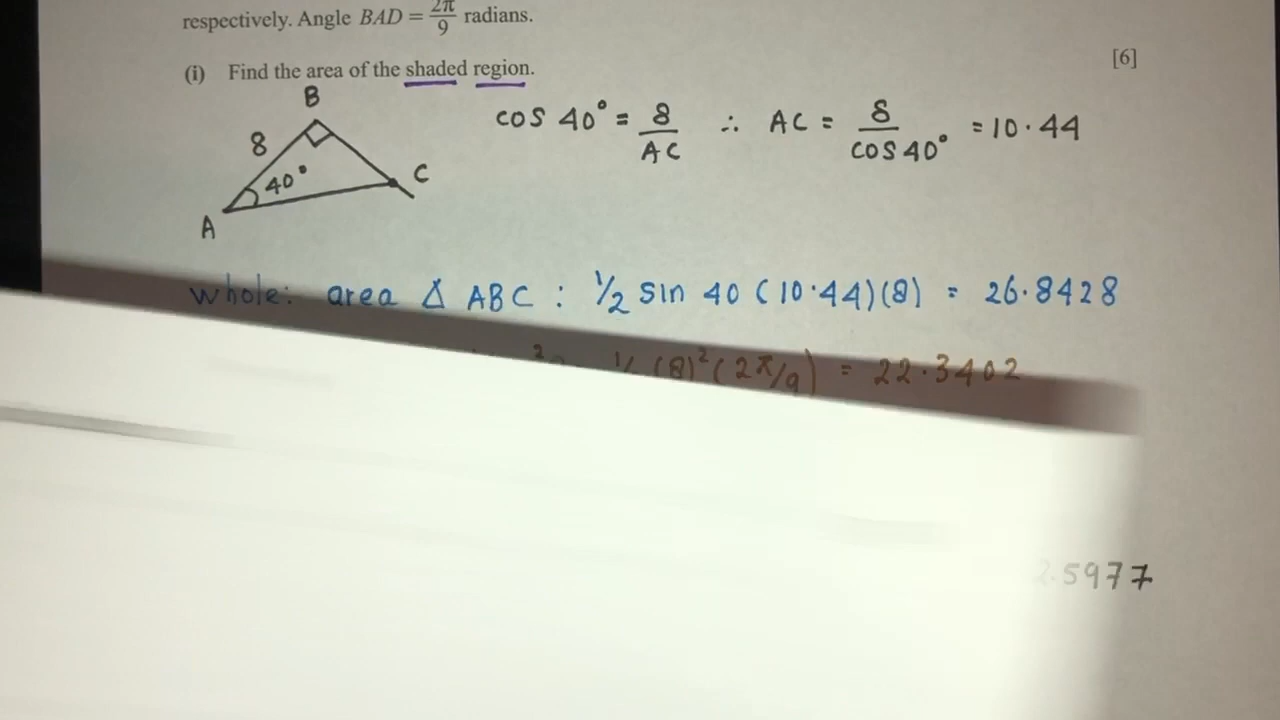 respectively. Angle BAD = 2π/9 radians.
[6]
(i) Find the area of the shaded region.
B
8
40°
C
A
cos 40° = 8/AC ∴ AC = 8/cos 40° = 10.44
whole: area Δ ABC : 1/2 sin 40 (10.44)(8) = 26.8428
(8)²(2π/9) = 22.3402
5977